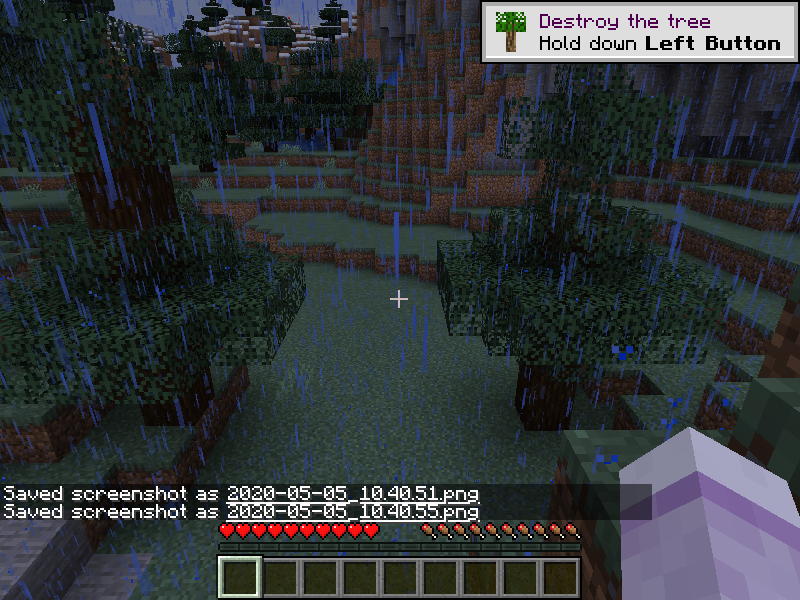 Destroy the tree
Hold down Left Button
Saved screenshot as 2020-05-05_10.40.51.png
Saved screenshot as 2020-05-05_10.40.55.png